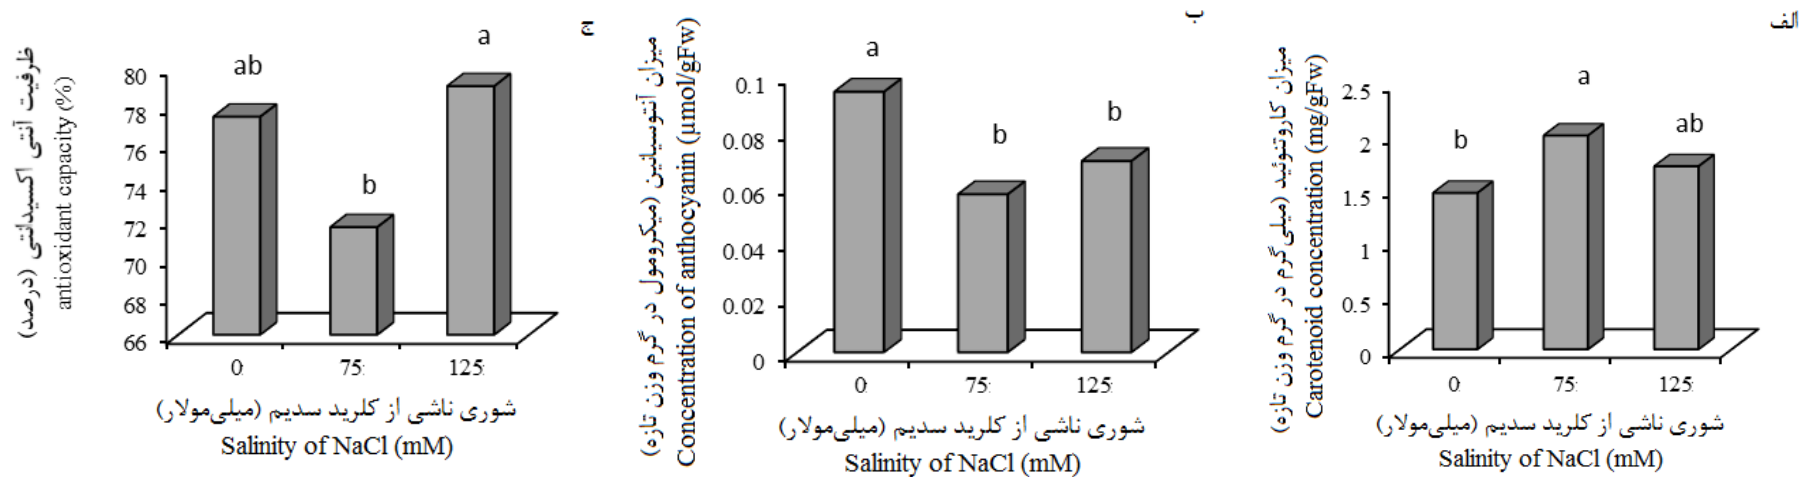 الف
میزان کاروتنوئید (میلی‌گرم در گرم وزن تازه)
Carotenoid concentration (mg/gFw)
2.5
2
1.5
1
0.5
0
b
a
ab
0 75 125
شوری ناشی از کلرید سدیم (میلی‌مولار)
Salinity of NaCl (mM)
ب
میزان آنتوسیانین (میکرومول در گرم وزن تازه)
Concentration of anthocyanin (µmol/gFw)
0.1
0.08
0.06
0.04
0.02
0
a
b
b
0 75 125
شوری ناشی از کلرید سدیم (میلی‌مولار)
Salinity of NaCl (mM)
ج
ظرفیت آنتی اکسیدانتی (درصد)
antioxidant capacity (%)
80
78
76
74
72
70
68
66
ab
b
a
0 75 125
شوری ناشی از کلرید سدیم (میلی‌مولار)
Salinity of NaCl (mM)